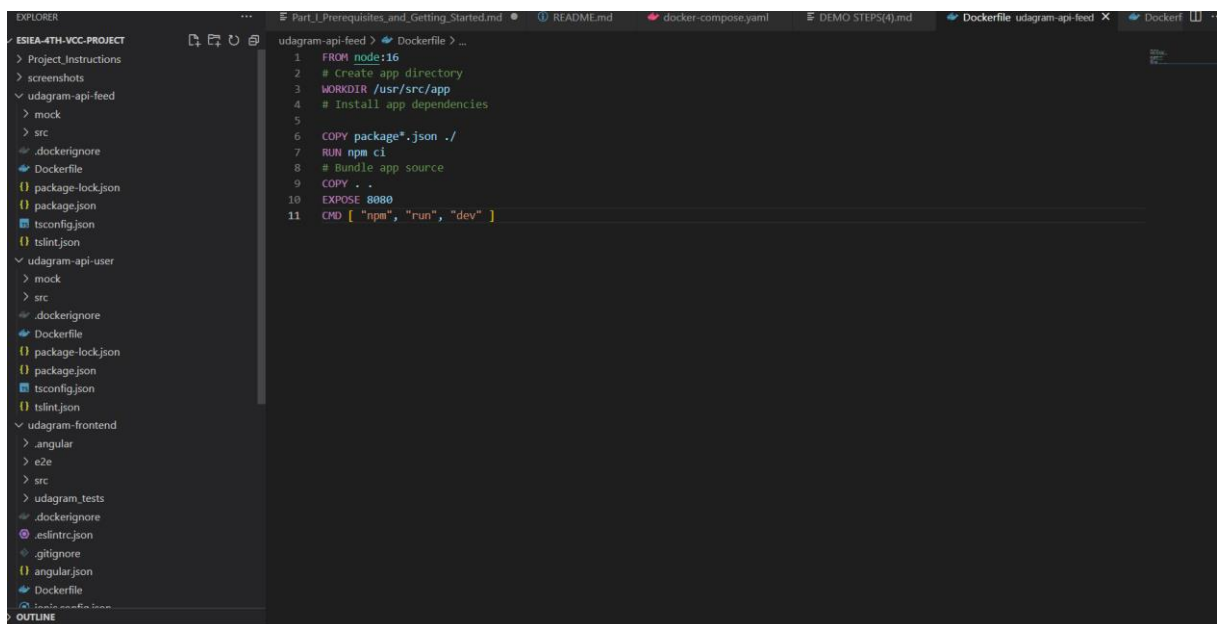 EXPLORER
Part_I_Prerequisites_and_Getting_Started.md
README.md
docker-compose.yaml
DEMO STEPS(4).md
Dockerfile udagram-api-feed
Dockerf
ESIEA-4TH-VCC-PROJECT
Project_Instructions
screenshots
udagram-api-feed
mock
src
.dockerignore
Dockerfile
package-lock.json
package.json
tsconfig.json
tslint.json
udagram-api-user
mock
src
.dockerignore
Dockerfile
package-lock.json
package.json
tsconfig.json
tslint.json
udagram-frontend
.angular
e2e
src
udagram_tests
.dockerignore
.eslintrc.json
.gitignore
angular.json
Dockerfile
ionic.config.json
OUTLINE
udagram-api-feed > Dockerfile > ...
1 FROM node:16
2 # Create app directory
3 WORKDIR /usr/src/app
4 # Install app dependencies
5
6 COPY package*.json ./
7 RUN npm ci
8 # Bundle app source
9 COPY . .
10 EXPOSE 8080
11 CMD [ "npm", "run", "dev" ]